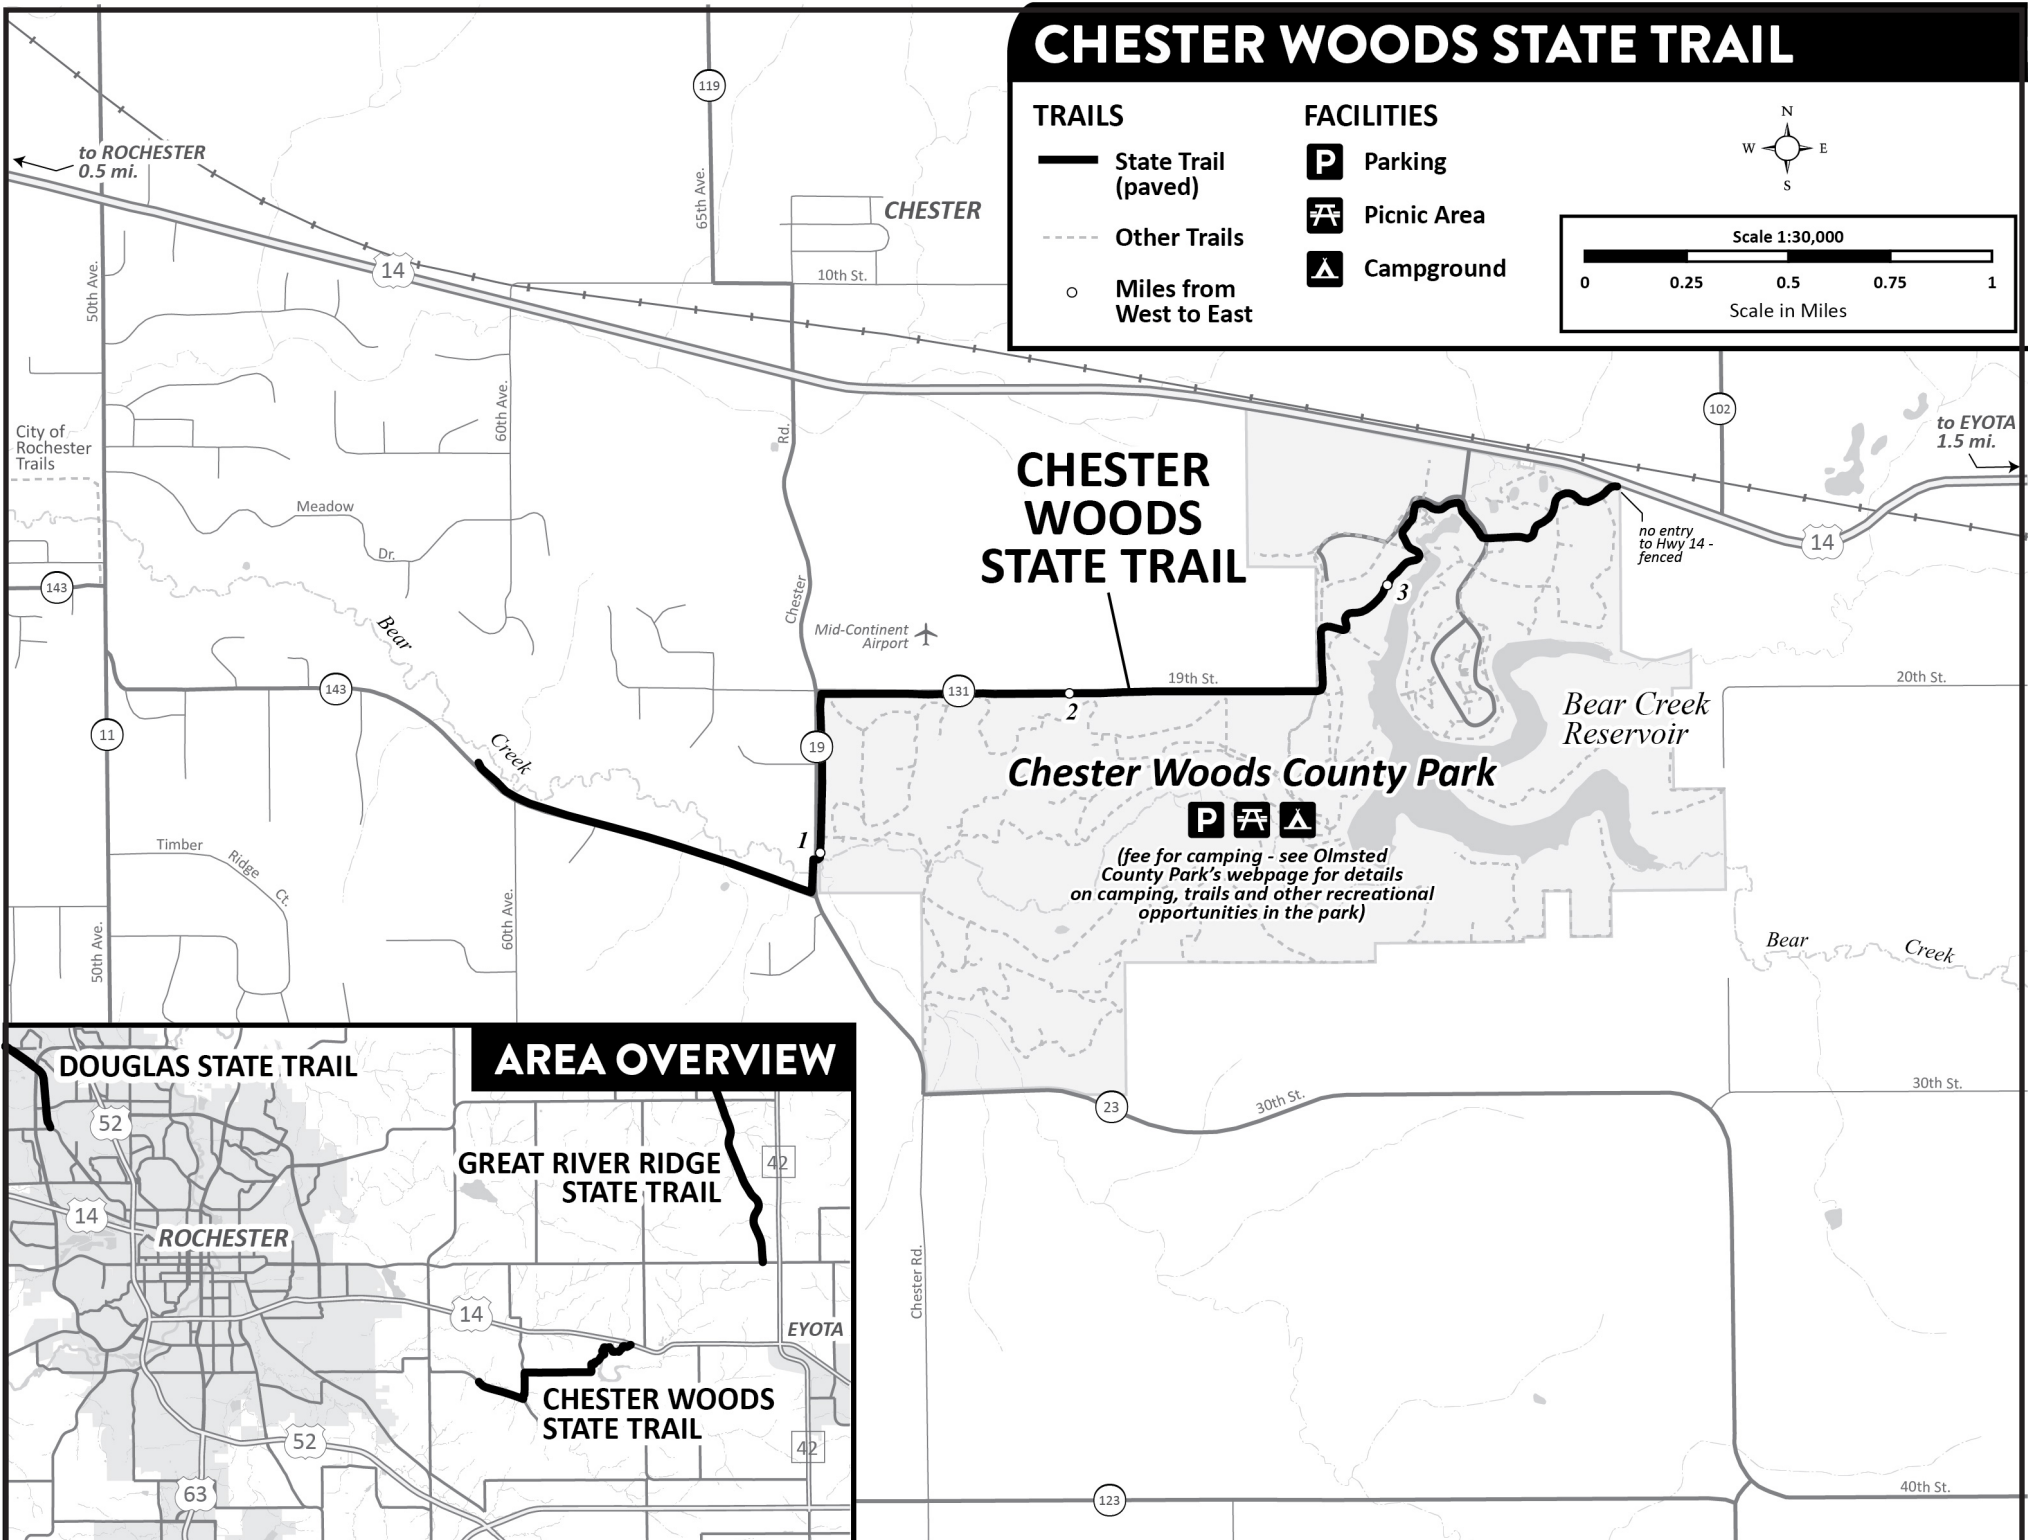 CHESTER WOODS STATE TRAIL
TRAILS
State Trail
(paved)
Other Trails
Miles from
West to East
FACILITIES
Parking
Picnic Area
Campground
N
W
E
S
Scale 1:30,000
0
0.25
0.5
0.75
1
Scale in Miles
119
to ROCHESTER
0.5 mi.
65th Ave.
CHESTER
14
50th Ave.
10th St.
60th Ave.
102
to EYOTA
1.5 mi.
City of
Rochester
Trails
Rd.
CHESTER
WOODS
STATE TRAIL
Meadow
Dr.
no entry
to Hwy 14 -
fenced
14
143
Chester
3
Bear
Mid-Continent
Airport
143
131
19th St.
2
20th St.
Bear Creek
Reservoir
11
19
Creek
Chester Woods County Park
P
1
Timber
Ridge
Ct.
(fee for camping - see Olmsted
County Park's webpage for details
on camping, trails and other recreational
opportunities in the park)
50th Ave.
60th Ave.
Bear
Creek
23
30th St.
30th St.
Chester Rd.
123
40th St.
AREA OVERVIEW
DOUGLAS STATE TRAIL
52
GREAT RIVER RIDGE
STATE TRAIL
42
14
ROCHESTER
14
EYOTA
CHESTER WOODS
STATE TRAIL
52
42
63
P